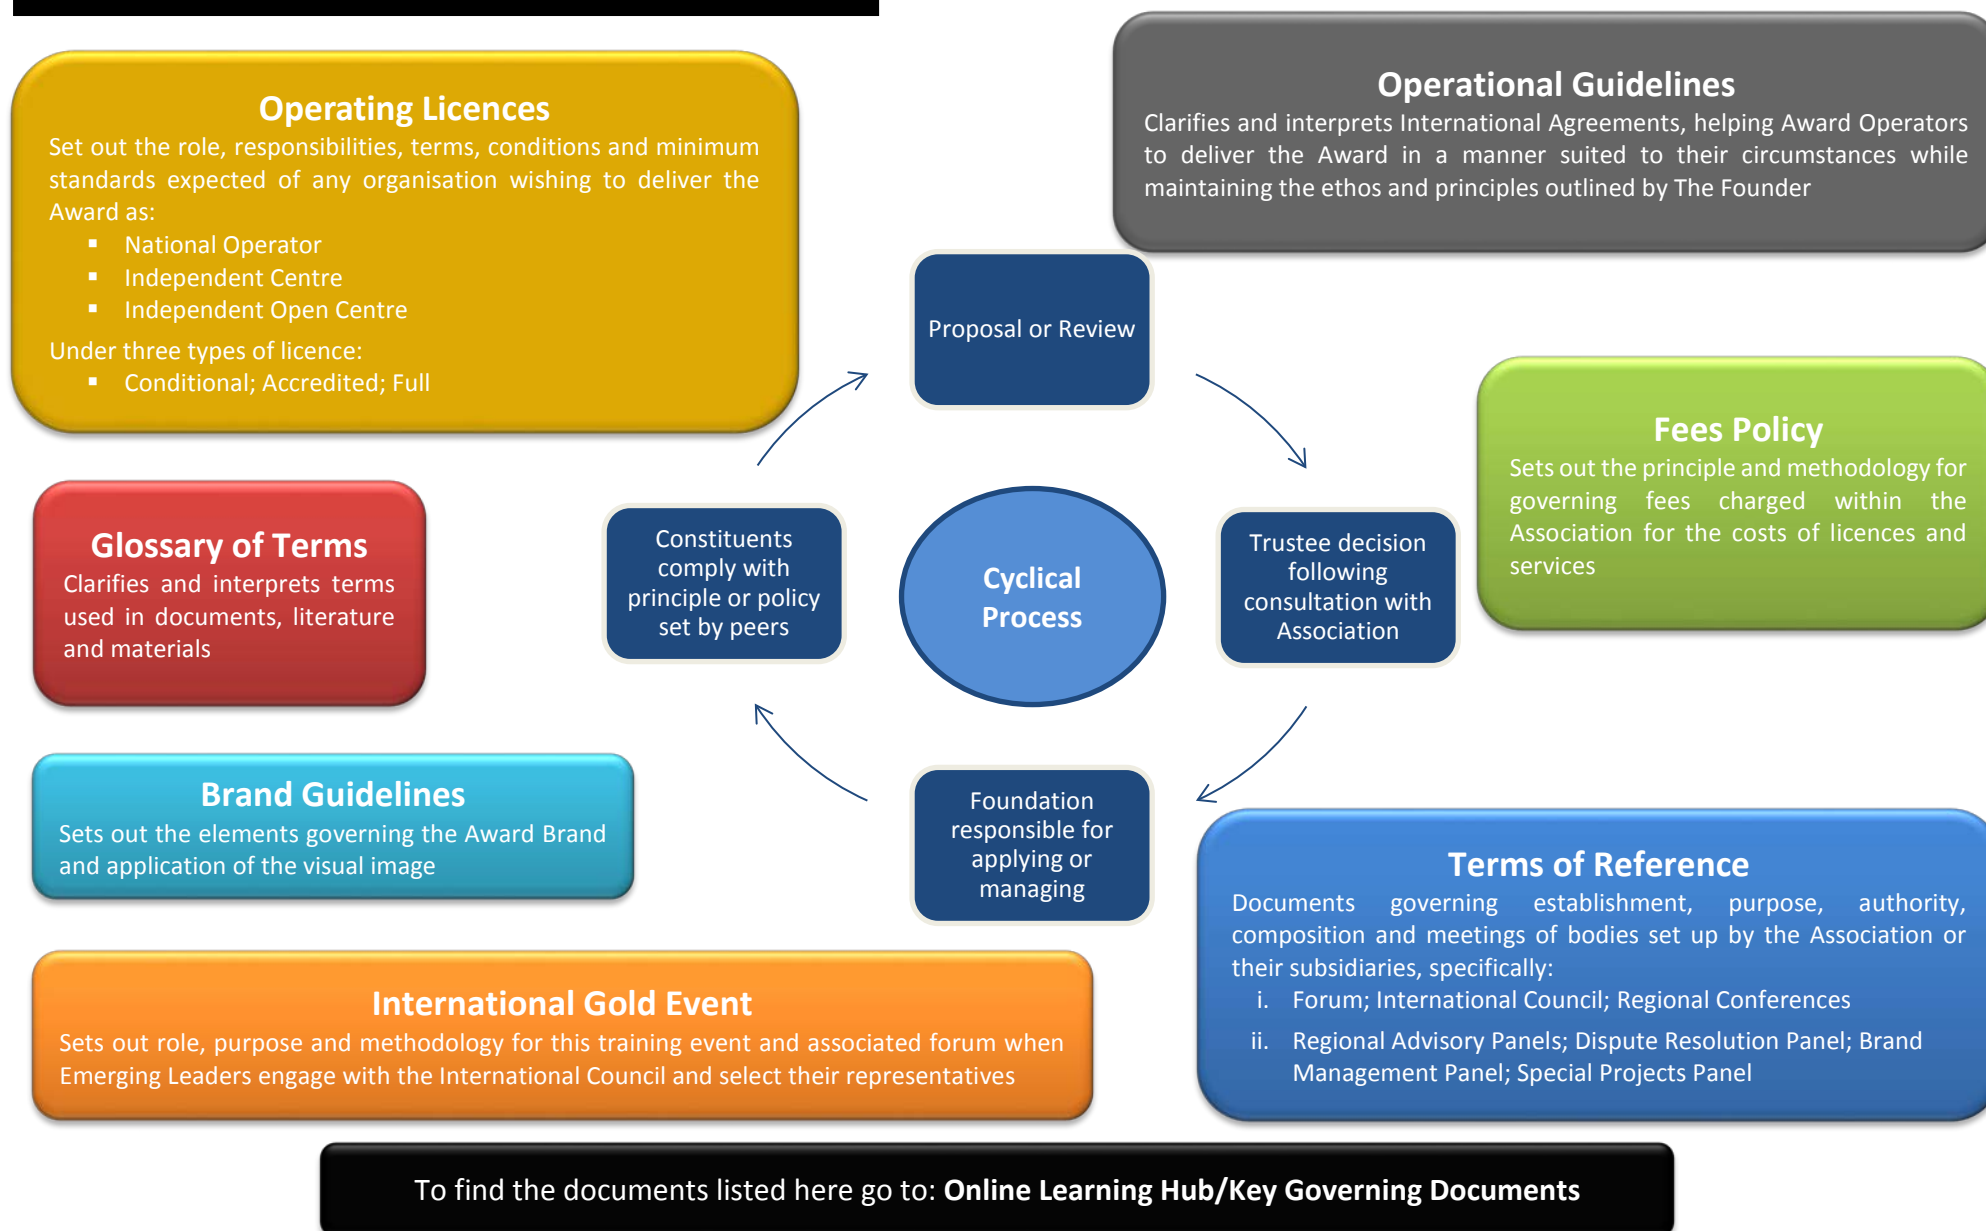 Operating Licences
Set out the role, responsibilities, terms, conditions and minimum
standards expected of any organisation wishing to deliver the
Award as:
▪ National Operator
▪ Independent Centre
▪ Independent Open Centre
Under three types of licence:
▪ Conditional; Accredited; Full
Operational Guidelines
Clarifies and interprets International Agreements, helping Award Operators
to deliver the Award in a manner suited to their circumstances while
maintaining the ethos and principles outlined by The Founder
Proposal or Review
Fees Policy
Sets out the principle and methodology for
governing fees charged within the
Association for the costs of licences and
services
Glossary of Terms
Clarifies and interprets terms
used in documents, literature
and materials
Constituents
comply with
principle or policy
set by peers
Cyclical
Process
Trustee decision
following
consultation with
Association
Brand Guidelines
Sets out the elements governing the Award Brand
and application of the visual image
Foundation
responsible for
applying or
managing
Terms of Reference
Documents governing establishment, purpose, authority,
composition and meetings of bodies set up by the Association or
their subsidiaries, specifically:
i. Forum; International Council; Regional Conferences
ii. Regional Advisory Panels; Dispute Resolution Panel; Brand
Management Panel; Special Projects Panel
International Gold Event
Sets out role, purpose and methodology for this training event and associated forum when
Emerging Leaders engage with the International Council and select their representatives
To find the documents listed here go to: Online Learning Hub/Key Governing Documents